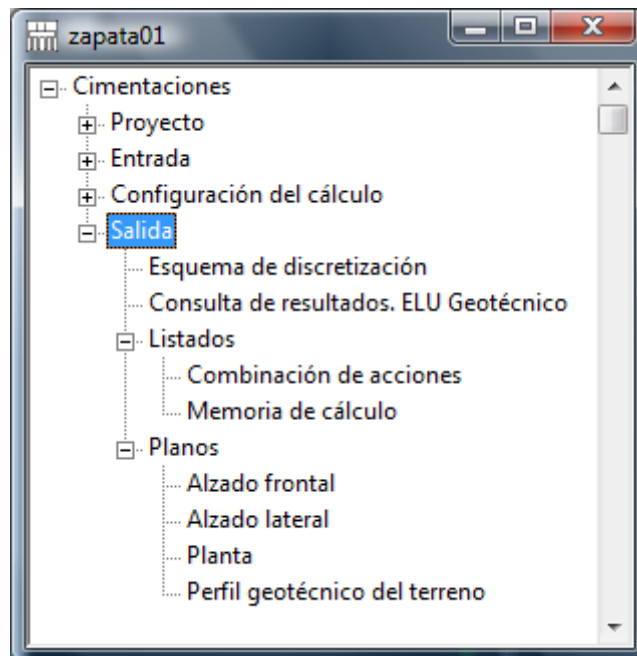 zapata01
Cimentaciones
Proyecto
Entrada
Configuración del cálculo
Salida
Esquema de discretización
Consulta de resultados. ELU Geotécnico
Listados
Combinación de acciones
Memoria de cálculo
Planos
Alzado frontal
Alzado lateral
Planta
Perfil geotécnico del terreno